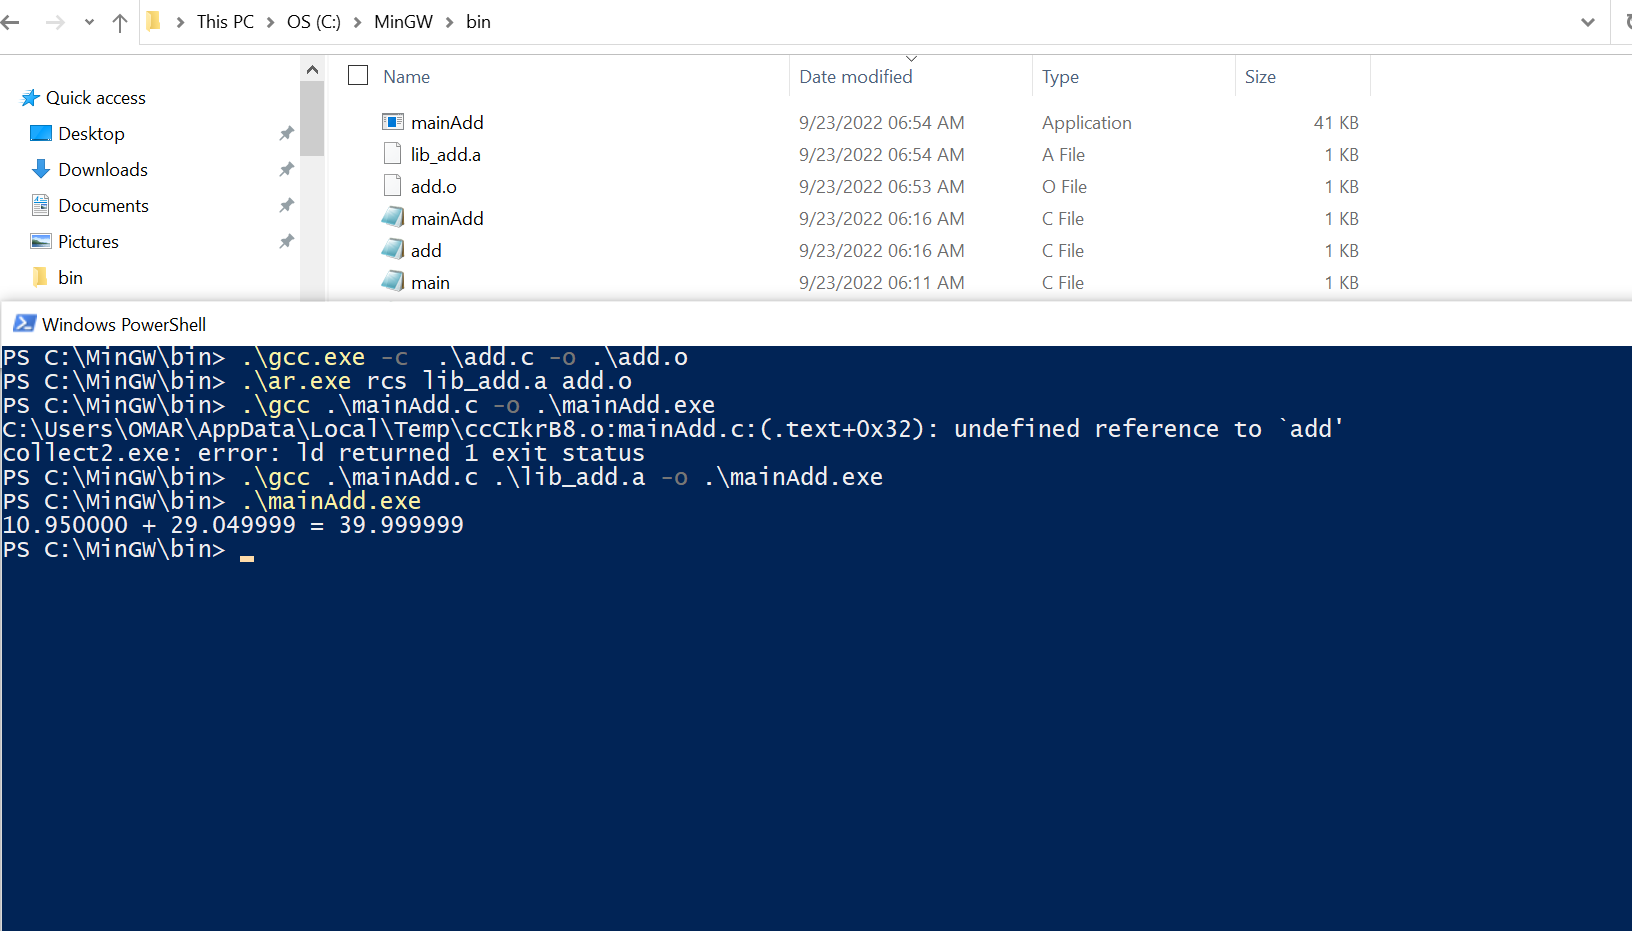 This PC > OS (C:) > MinGW > bin
Name Date modified Type Size
Quick access
Desktop
Downloads
Documents
Pictures
bin
mainAdd 9/23/2022 06:54 AM Application 41 KB
lib_add.a 9/23/2022 06:54 AM A File 1 KB
add.o 9/23/2022 06:53 AM O File 1 KB
mainAdd 9/23/2022 06:16 AM C File 1 KB
add 9/23/2022 06:16 AM C File 1 KB
main 9/23/2022 06:11 AM C File 1 KB
Windows PowerShell
PS C:\MinGW\bin> .\gcc.exe -c  .\add.c -o .\add.o
PS C:\MinGW\bin> .\ar.exe rcs lib_add.a add.o
PS C:\MinGW\bin> .\gcc .\mainAdd.c -o .\mainAdd.exe
C:\Users\OMAR\AppData\Local\Temp\ccCIkrB8.o:mainAdd.c:(.text+0x32): undefined reference to `add'
collect2.exe: error: ld returned 1 exit status
PS C:\MinGW\bin> .\gcc .\mainAdd.c .\lib_add.a -o .\mainAdd.exe
PS C:\MinGW\bin> .\mainAdd.exe
10.950000 + 29.049999 = 39.999999
PS C:\MinGW\bin>